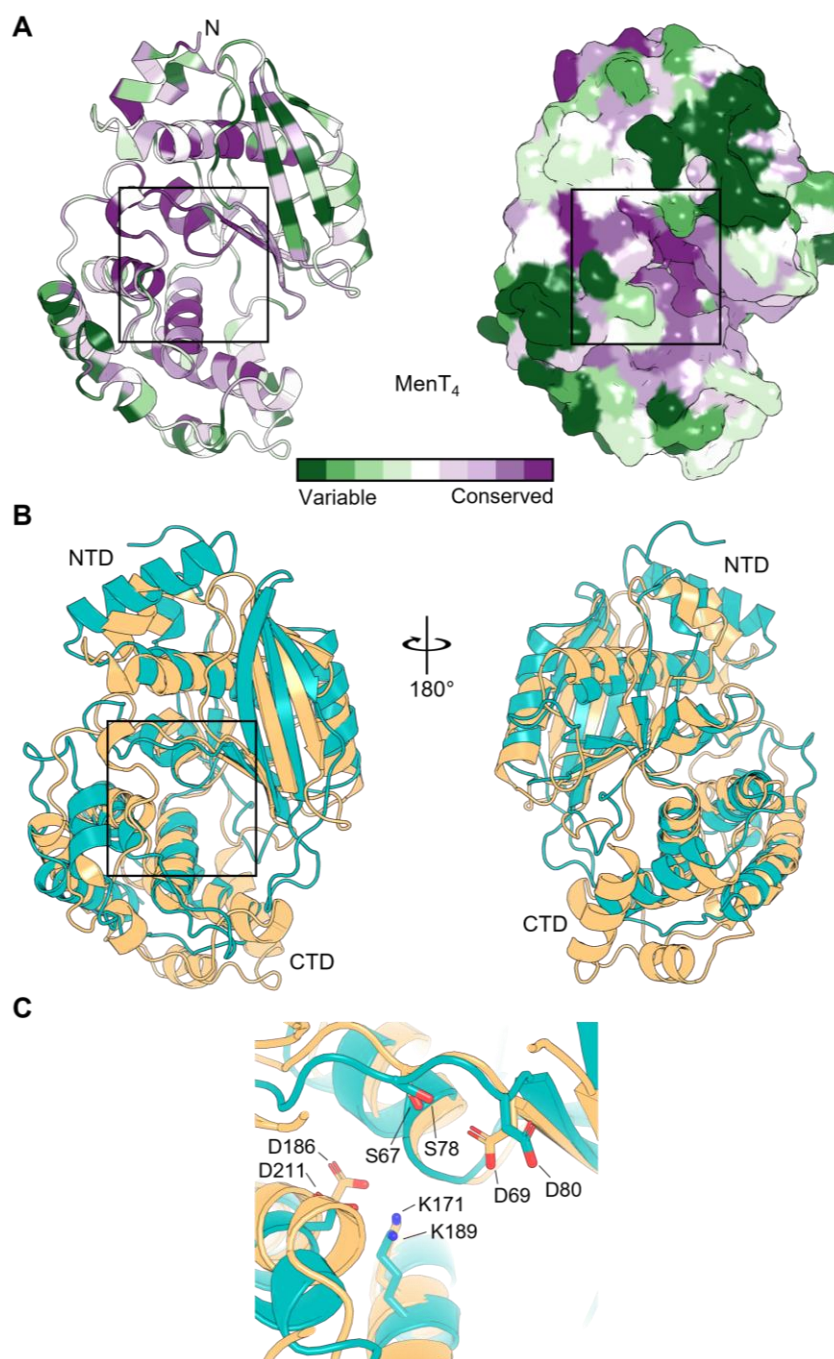 A
N
MenT₄
Variable Conserved
B
NTD NTD
180°
CTD CTD
C
S67 S78
D186
D211
D69 D80
K171
K189